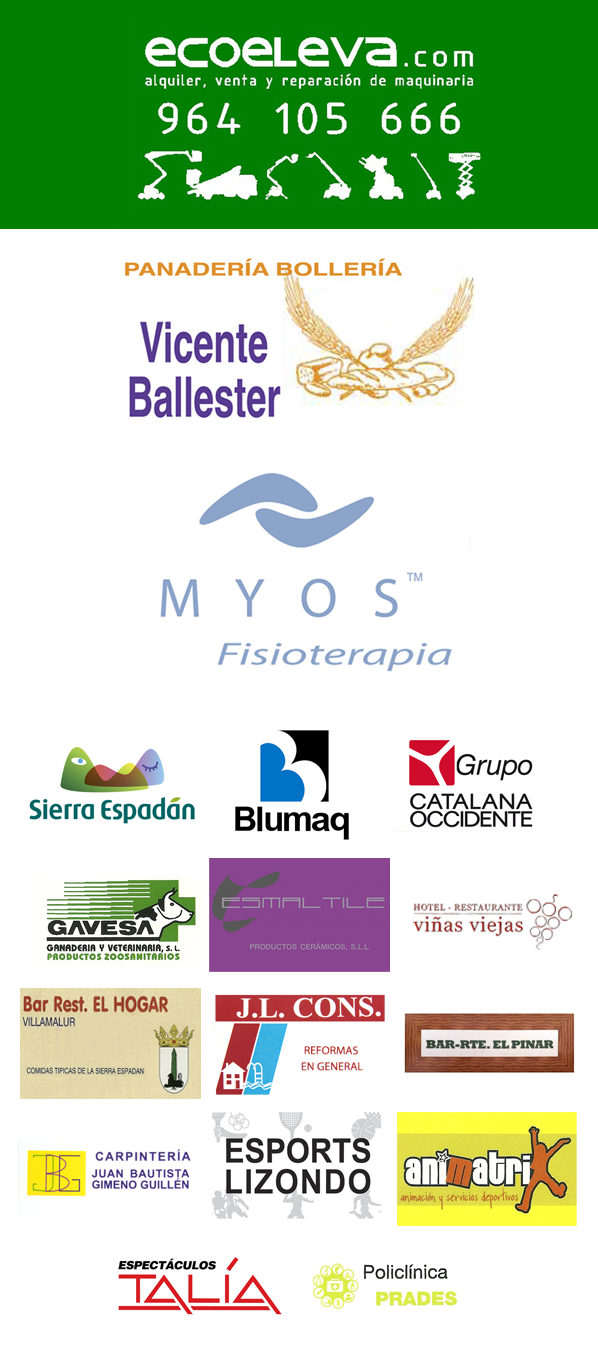 ecoeleva.com
alquiler, venta y reparación de maquinaria
964 105 666
PANADERÍA BOLLERÍA
Vicente
Ballester
MYOS™
Fisioterapia
Sierra Espadán
Blumaq
Grupo
CATALANA
OCCIDENTE
GAVESA
GANADERIA Y VETERINARIA, S. L.
PRODUCTOS ZOOSANITARIOS
ESMALTILE
PRODUCTOS CERÁMICOS, S.L.L.
HOTEL - RESTAURANTE
viñas viejas
Bar Rest. EL HOGAR
VILLAMALUR
COMIDAS TIPICAS DE LA SIERRA ESPADAN
J.L. CONS.
REFORMAS
EN GENERAL
BAR-RTE. EL PINAR
JBG
CARPINTERÍA
JUAN BAUTISTA
GIMENO GUILLÉN
ESPORTS
LIZONDO
animatrix
animación y servicios deportivos
ESPECTÁCULOS
TALÍA
Policlínica
PRADES